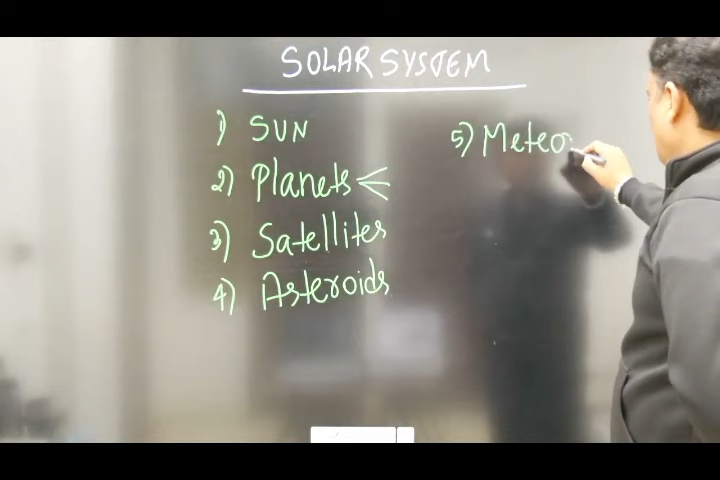 SOLAR SYSTEM
1) SUN
2) Planets
3) Satellites
4) Asteroids
5) Meteo